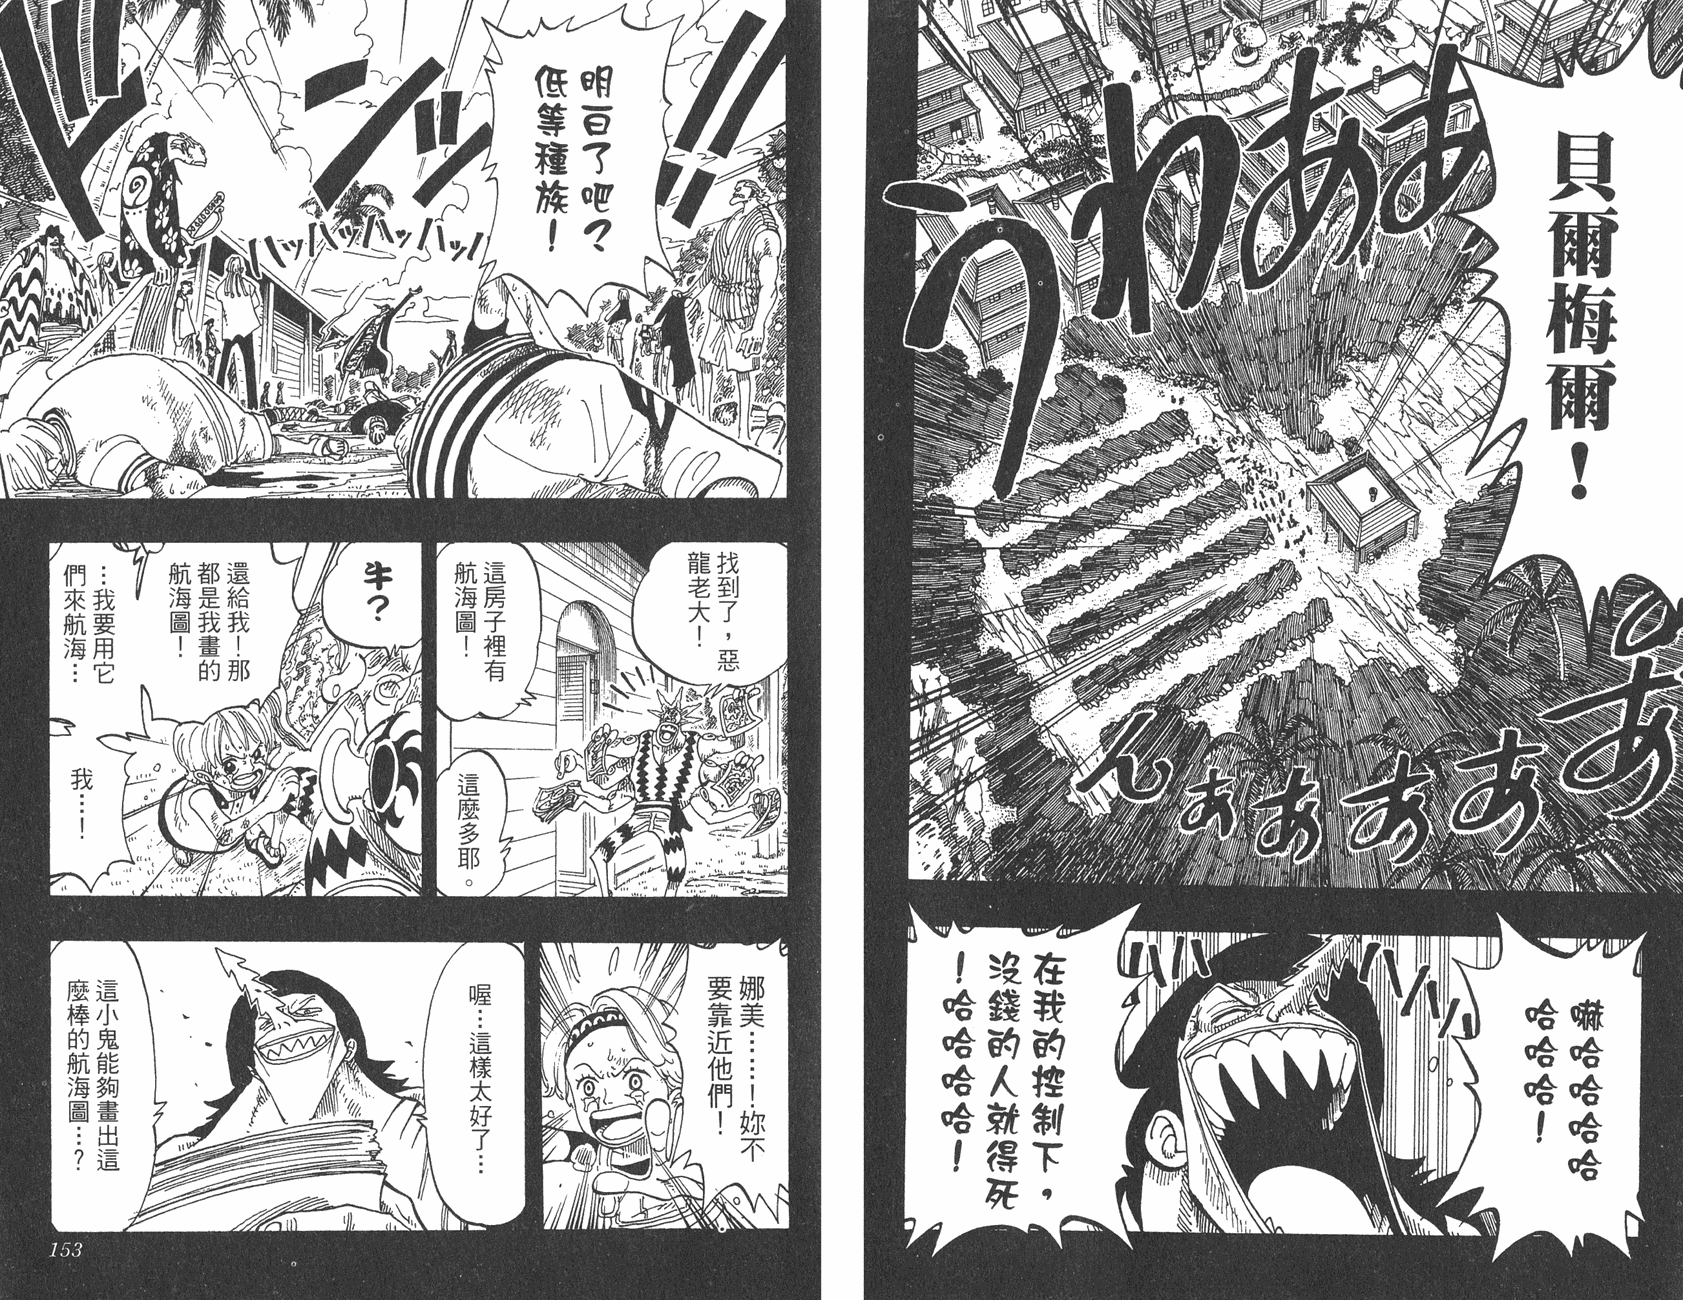 貝爾梅爾！
うわああ
ああああぁぁん
嚇哈哈哈哈
哈哈哈！
在我的控制下，
沒錢的人就得死
！哈哈哈哈！
!!
明白了吧？
低等種族！
ドンッ
ハッハッハッハッハッ
找到了，惡
龍老大！
這房子裡有
航海圖！
這麼多耶。
牛？
還給我！那
都是我畫的
航海圖！
…我要用它
們來航海…
我……！
娜美……！妳不
要靠近他們！
喔…這樣太好了…
這小鬼能夠畫出這
麼棒的航海圖…？
153